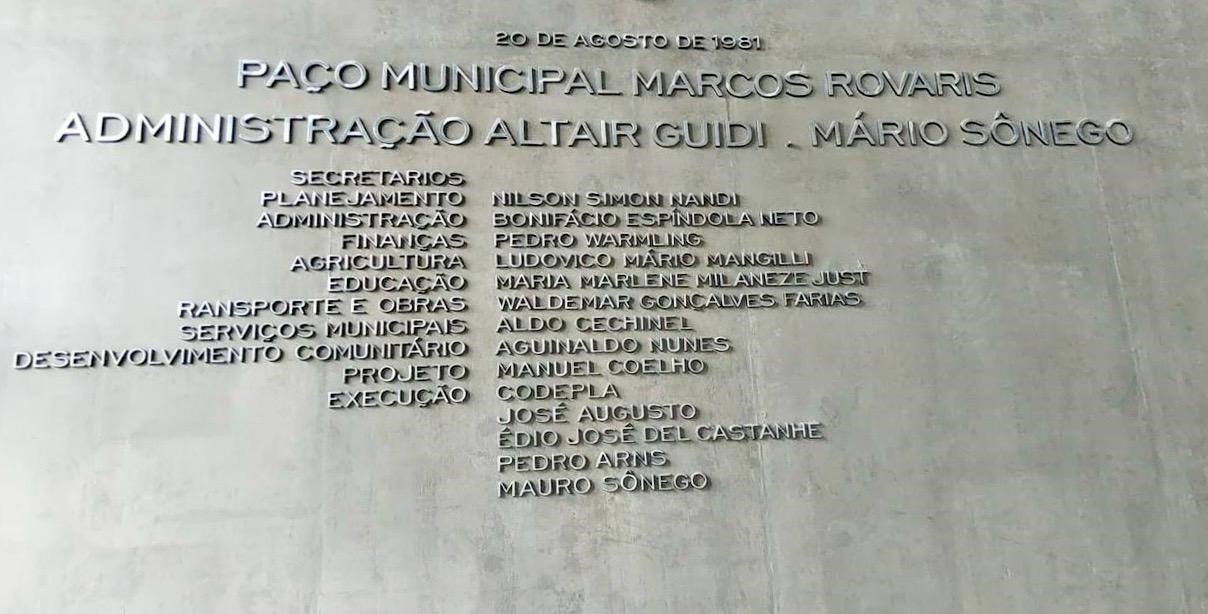 20 DE AGOSTO DE 1981
PAÇO MUNICIPAL MARCOS ROVARIS
ADMINISTRAÇÃO ALTAIR GUIDI . MÁRIO SÔNEGO
SECRETARIOS
PLANEJAMENTO NILSON SIMON NANDI
ADMINISTRAÇÃO BONIFÁCIO ESPÍNDOLA NETO
FINANÇAS PEDRO WARMLING
AGRICULTURA LUDOVICO MÁRIO MANGILLI
EDUCAÇÃO MARIA MARLENE MILANEZE JUST
RANSPORTE E OBRAS WALDEMAR GONÇALVES FARIAS
SERVIÇOS MUNICIPAIS ALDO CECHINEL
DESENVOLVIMENTO COMUNITÁRIO AGUINALDO NUNES
PROJETO MANUEL COELHO
EXECUÇÃO CODEPLA
JOSÉ AUGUSTO
ÉDIO JOSÉ DEL CASTANHE
PEDRO ARNS
MAURO SÔNEGO